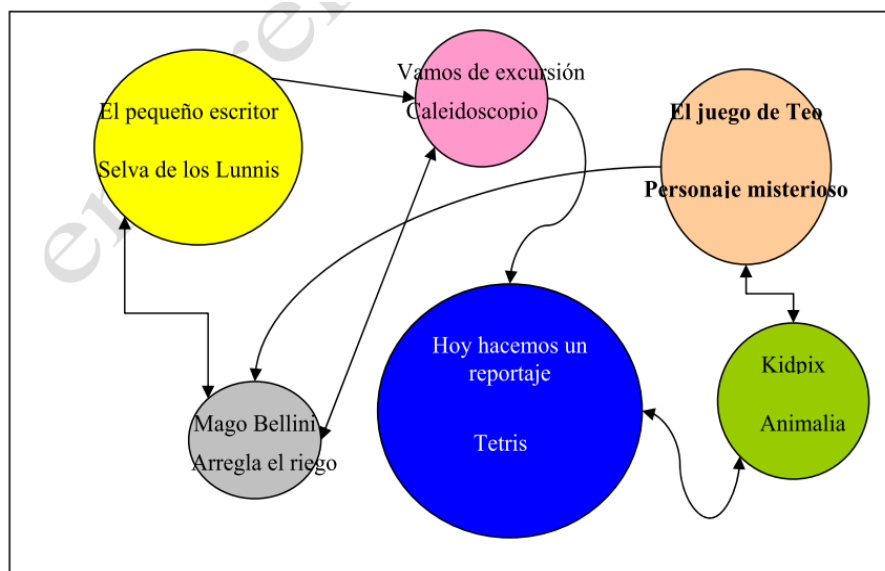 El pequeño escritor
Selva de los Lunnis
Vamos de excursión
Caleidoscopio
El juego de Teo
Personaje misterioso
Mago Bellini
Arregla el riego
Hoy hacemos un
reportaje
Tetris
Kidpix
Animalia